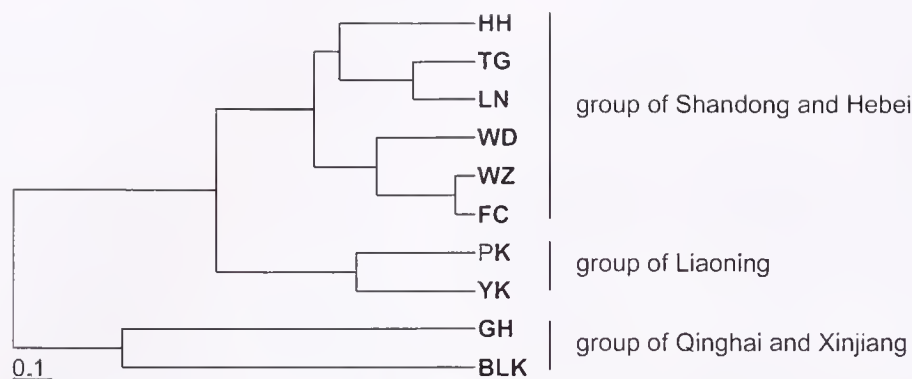 HH
TG
LN
WD
WZ
FC
group of Shandong and Hebei
PK
YK
group of Liaoning
GH
BLK
group of Qinghai and Xinjiang
0.1